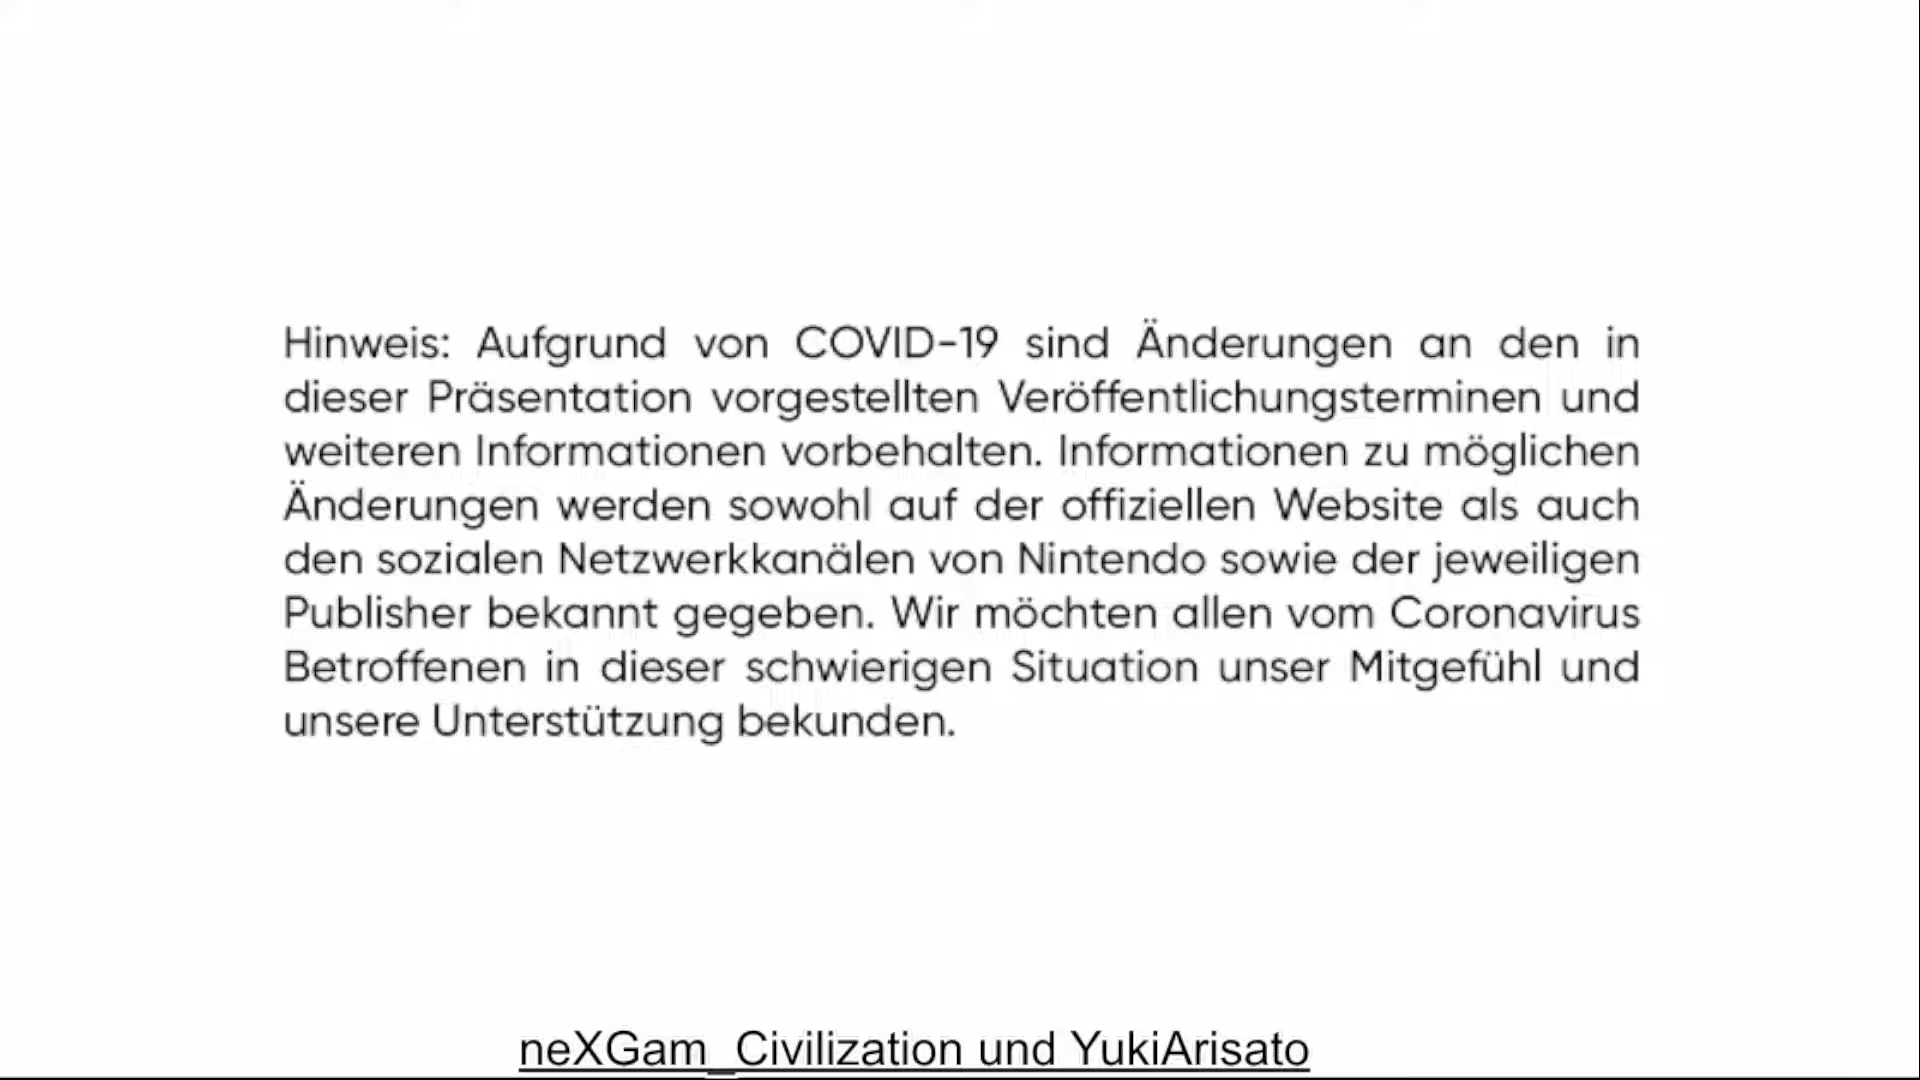 Hinweis: Aufgrund von COVID-19 sind Änderungen an den in
dieser Präsentation vorgestellten Veröffentlichungsterminen und
weiteren Informationen vorbehalten. Informationen zu möglichen
Änderungen werden sowohl auf der offiziellen Website als auch
den sozialen Netzwerkkanälen von Nintendo sowie der jeweiligen
Publisher bekannt gegeben. Wir möchten allen vom Coronavirus
Betroffenen in dieser schwierigen Situation unser Mitgefühl und
unsere Unterstützung bekunden.
neXGam_Civilization und YukiArisato